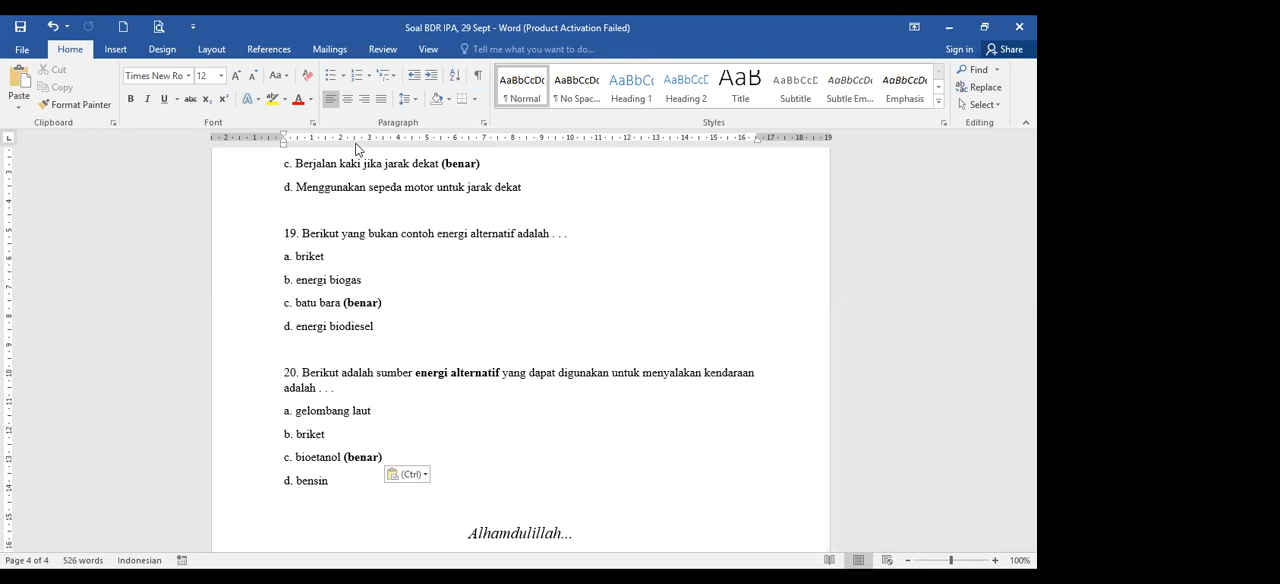 Soal BDR IPA, 29 Sept - Word (Product Activation Failed)
File Home Insert Design Layout References Mailings Review View Tell me what you want to do... Sign in Share
Paste Cut Copy Format Painter
Clipboard
Times New Ro 12
Font
Paragraph
AaBbCcDc AaBbCcDc AaBbCc AaBbCcC AaB AaBbCcD AaBbCcDc AaBbCcDc
¶ Normal ¶ No Spac... Heading 1 Heading 2 Title Subtitle Subtle Em... Emphasis
Styles
Find
Replace
Select
Editing
c. Berjalan kaki jika jarak dekat (benar)
d. Menggunakan sepeda motor untuk jarak dekat
19. Berikut yang bukan contoh energi alternatif adalah . . .
a. briket
b. energi biogas
c. batu bara (benar)
d. energi biodiesel
20. Berikut adalah sumber energi alternatif yang dapat digunakan untuk menyalakan kendaraan
adalah . . .
a. gelombang laut
b. briket
c. bioetanol (benar)
(Ctrl)
d. bensin
Alhamdulillah...
Page 4 of 4 526 words Indonesian 100%